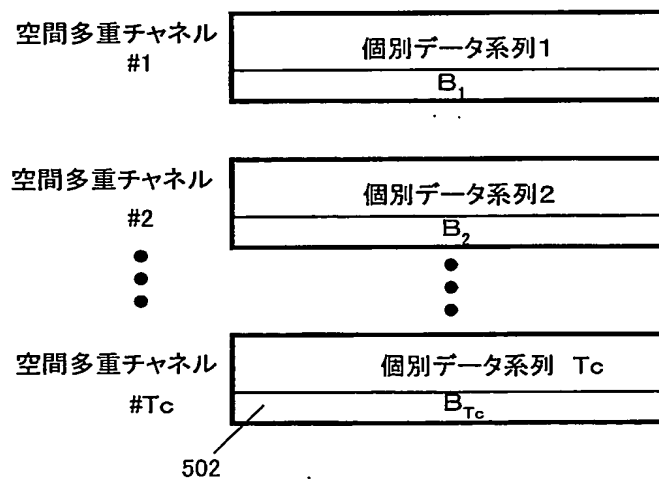 空間多重チャネル
#1
個別データ系列1
B1
空間多重チャネル
#2
個別データ系列2
B2
空間多重チャネル
#Tc
個別データ系列 Tc
BTc
502